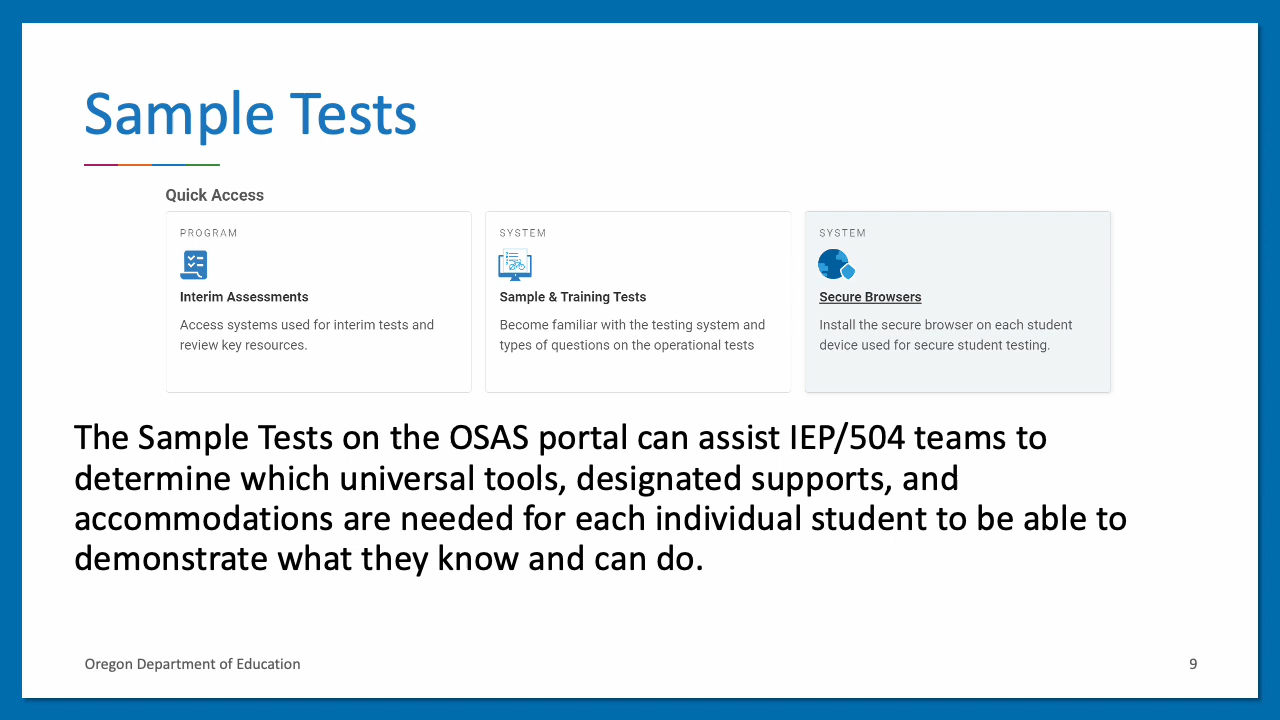 Sample Tests
Quick Access
PROGRAM
Interim Assessments
Access systems used for interim tests and
review key resources.
SYSTEM
Sample & Training Tests
Become familiar with the testing system and
types of questions on the operational tests
SYSTEM
Secure Browsers
Install the secure browser on each student
device used for secure student testing.
The Sample Tests on the OSAS portal can assist IEP/504 teams to
determine which universal tools, designated supports, and
accommodations are needed for each individual student to be able to
demonstrate what they know and can do.
Oregon Department of Education
9